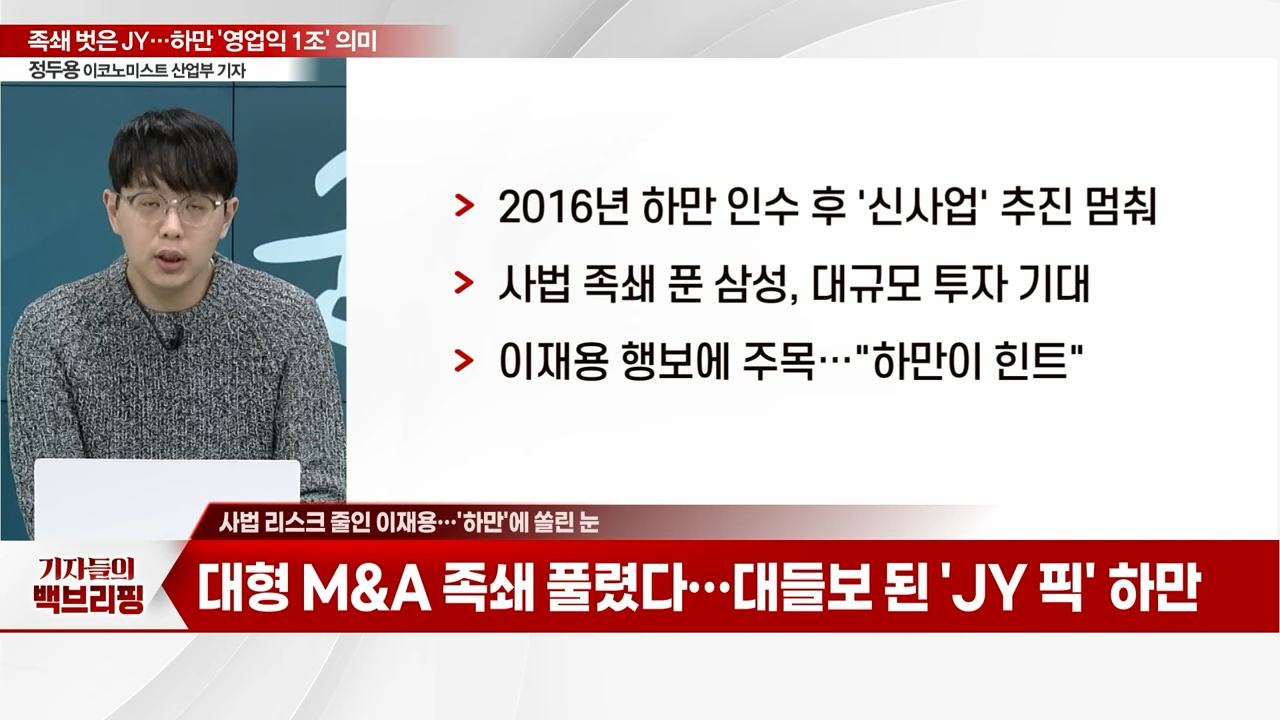 족쇄 벗은 JY…하만 '영업익 1조' 의미
정두용 이코노미스트 산업부 기자
> 2016년 하만 인수 후 '신사업' 추진 멈춰
> 사법 족쇄 푼 삼성, 대규모 투자 기대
> 이재용 행보에 주목…"하만이 힌트"
사법 리스크 줄인 이재용…'하만'에 쏠린 눈
기자들의
백브리핑
대형 M&A 족쇄 풀렸다…대들보 된 'JY 픽' 하만